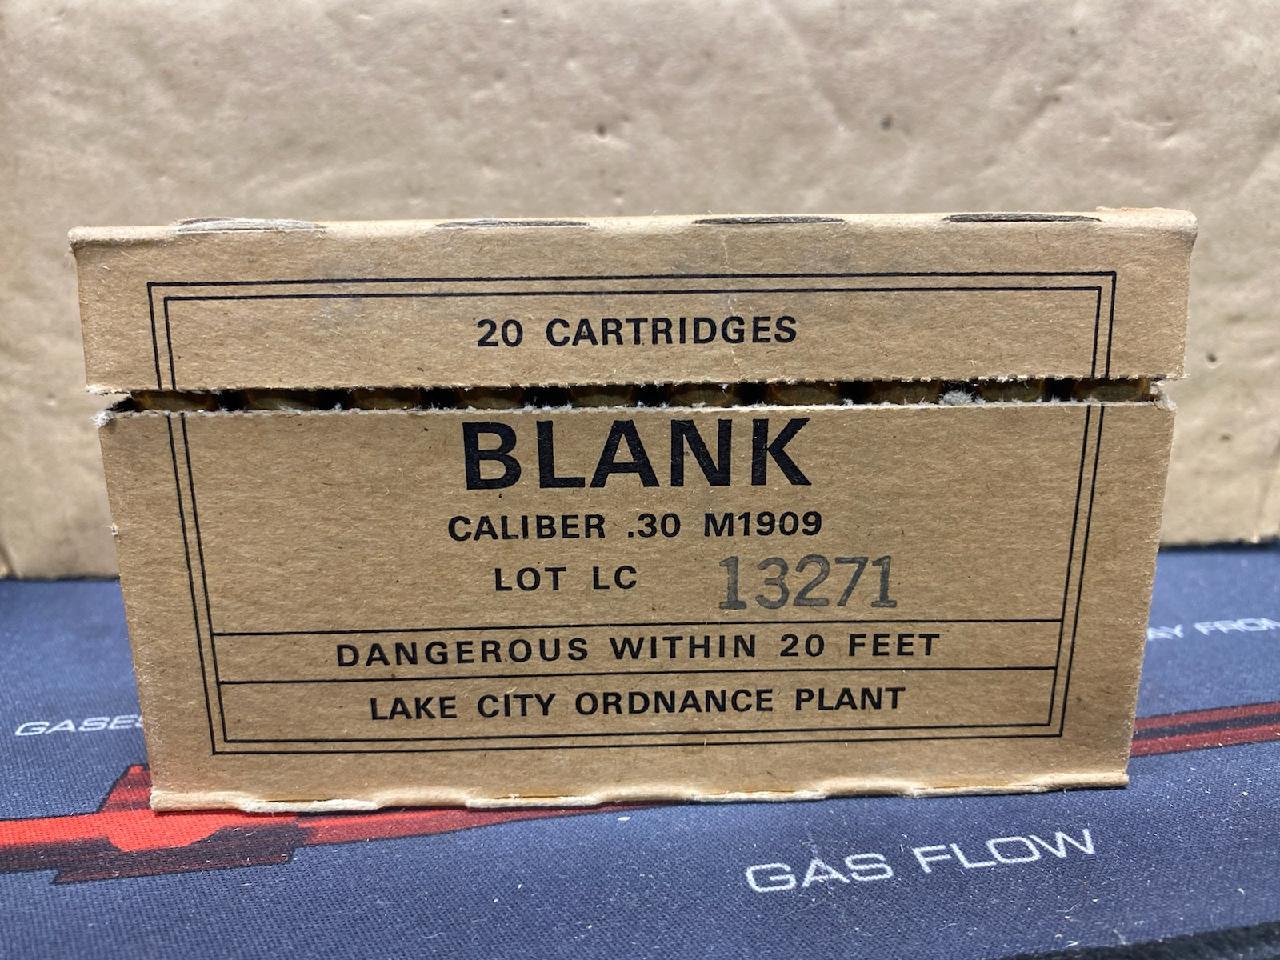 20 CARTRIDGES
BLANK
CALIBER .30 M1909
LOT LC 13271
DANGEROUS WITHIN 20 FEET
LAKE CITY ORDNANCE PLANT
GASES
GAS FLOW